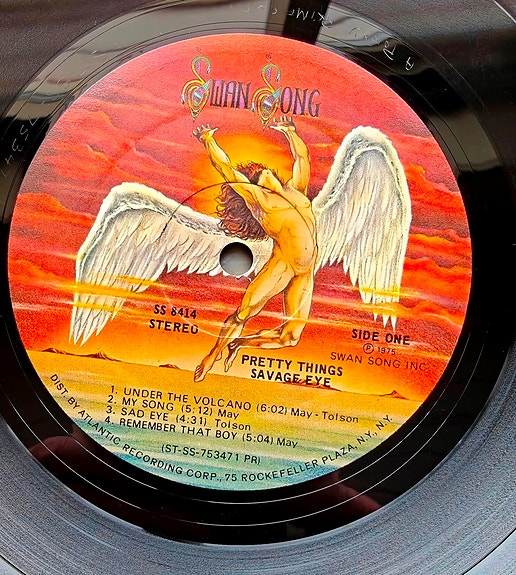 SWAN SONG
SS 8414
STEREO
SIDE ONE
℗ 1975
SWAN SONG INC.
PRETTY THINGS
SAVAGE EYE
1. UNDER THE VOLCANO (6:02) May - Tolson
2. MY SONG (5:12) May
3. SAD EYE (4:31) Tolson
4. REMEMBER THAT BOY (5:04) May
(ST-SS-753471 PR)
DIST. BY ATLANTIC RECORDING CORP., 75 ROCKEFELLER PLAZA, N.Y., N.Y.